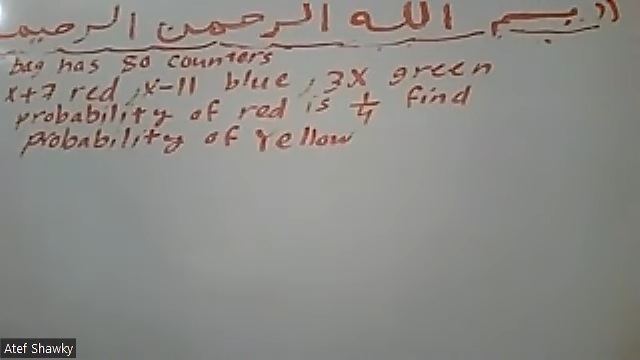 بسم الله الرحمن الرحيم
bag has 80 counters
x+7 red, x-11 blue, 3x green
probability of red is 1/4 find
probability of yellow
Atef Shawky